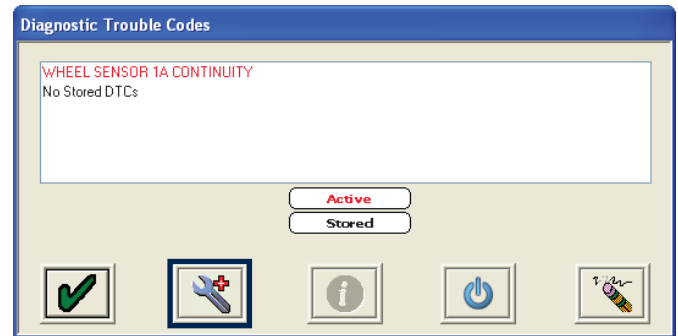 Diagnostic Trouble Codes
WHEEL SENSOR 1A CONTINUITY
No Stored DTCs
Active
Stored